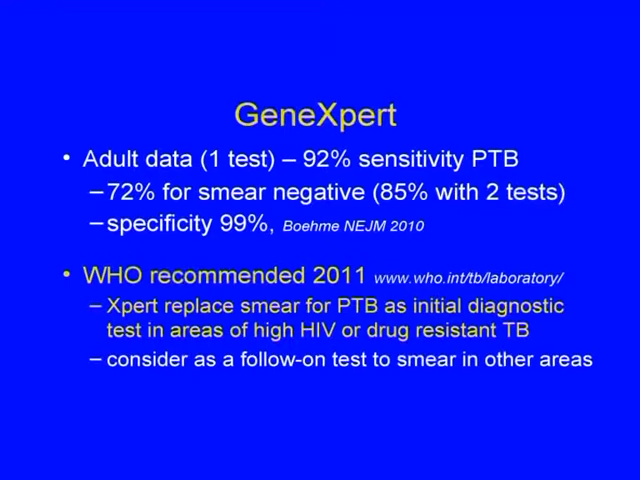 GeneXpert
• Adult data (1 test) – 92% sensitivity PTB
–72% for smear negative (85% with 2 tests)
–specificity 99%, Boehme NEJM 2010
• WHO recommended 2011 www.who.int/tb/laboratory/
– Xpert replace smear for PTB as initial diagnostic
test in areas of high HIV or drug resistant TB
– consider as a follow-on test to smear in other areas